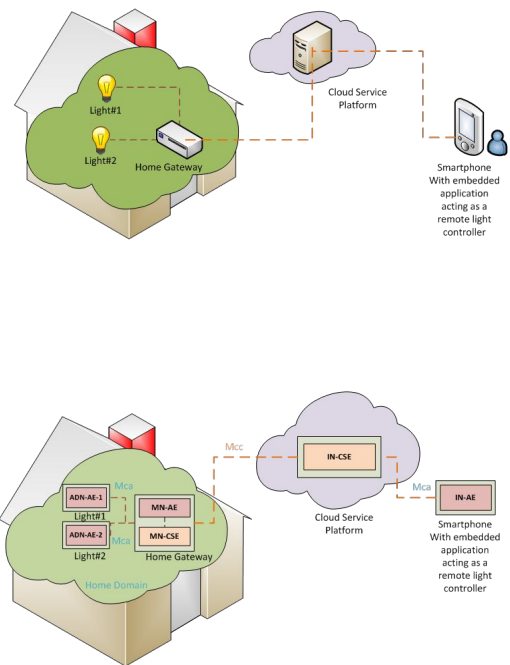 Light#1
Light#2
Home Gateway
Cloud Service
Platform
Smartphone
With embedded
application
acting as a
remote light
controller
Mcc
IN-CSE
Mca
ADN-AE-1
Light#1
MN-AE
Mca
IN-AE
ADN-AE-2
Mca
MN-CSE
Light#2
Home Gateway
Cloud Service
Platform
Smartphone
With embedded
application
acting as a
remote light
controller
Home Domain